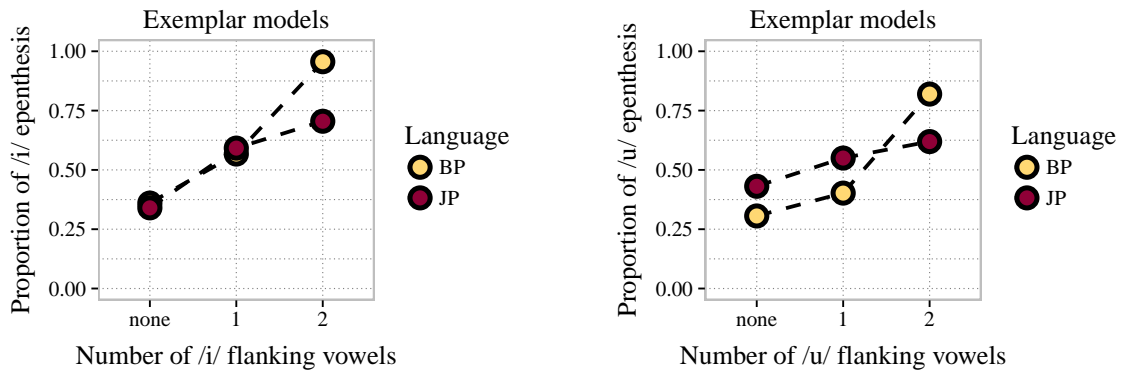 Exemplar models
Proportion of /i/ epenthesis
1.00
0.75
0.50
0.25
0.00
none 1 2
Number of /i/ flanking vowels
Language
BP
JP
Exemplar models
Proportion of /u/ epenthesis
1.00
0.75
0.50
0.25
0.00
none 1 2
Number of /u/ flanking vowels
Language
BP
JP